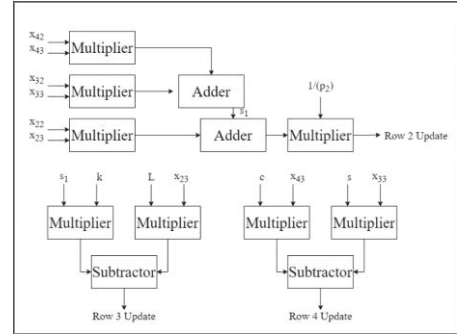 x42
x43
Multiplier
x32
x33
Multiplier
Adder
1/(p2)
s1
x22
x23
Multiplier
Adder
Multiplier
Row 2 Update
s1 k L x23 c x43 s x33
Multiplier Multiplier Multiplier Multiplier
Subtractor Subtractor
Row 3 Update Row 4 Update